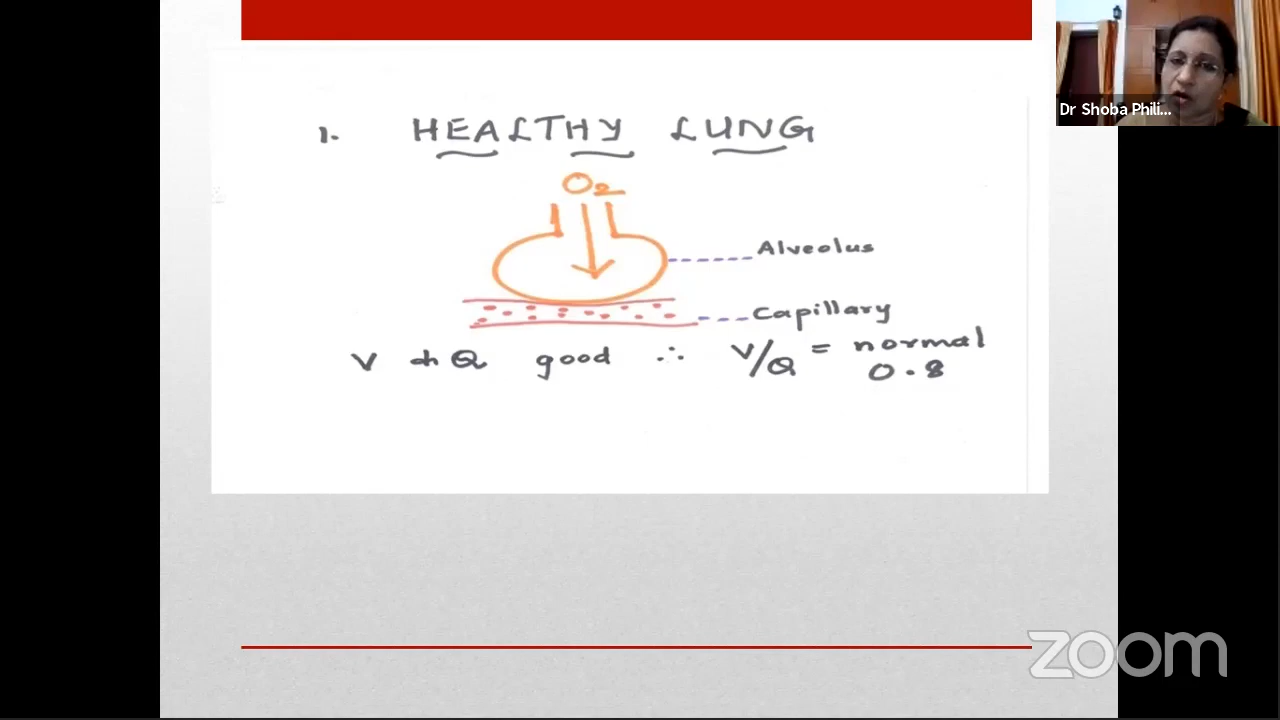 Dr Shoba Phili...
1. HEALTHY LUNG
O2
Alveolus
Capillary
V & Q good ∴ V/Q = normal
0.8
zoom